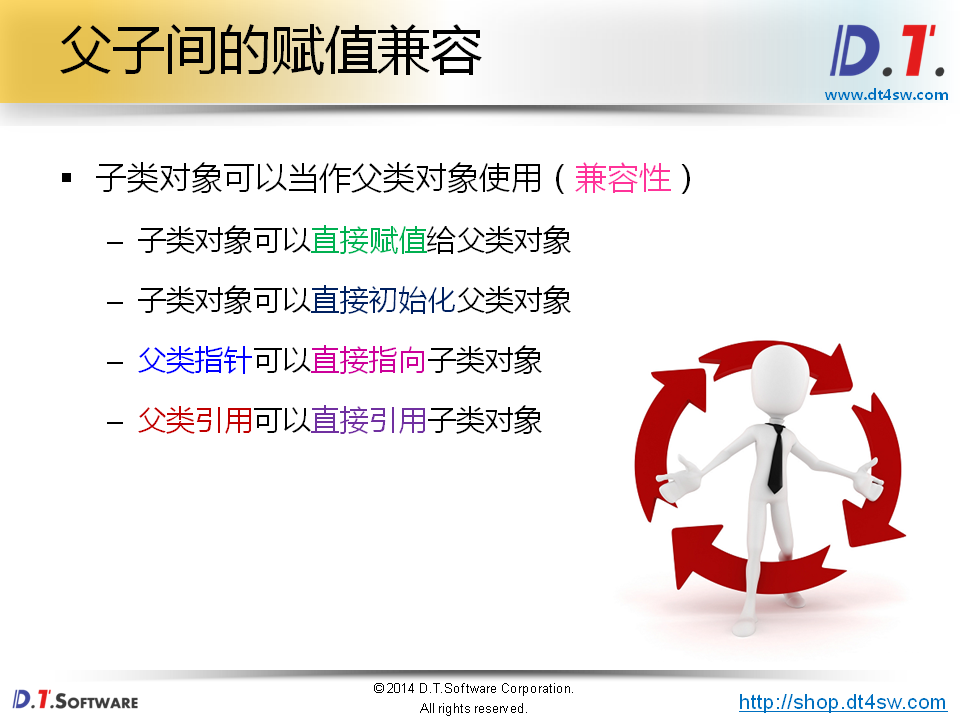 父子间的赋值兼容
D.T.
www.dt4sw.com
▪ 子类对象可以当作父类对象使用（兼容性）
– 子类对象可以直接赋值给父类对象
– 子类对象可以直接初始化父类对象
– 父类指针可以直接指向子类对象
– 父类引用可以直接引用子类对象
D.T.SOFTWARE
©2014 D.T.Software Corporation.
All rights reserved.
http://shop.dt4sw.com